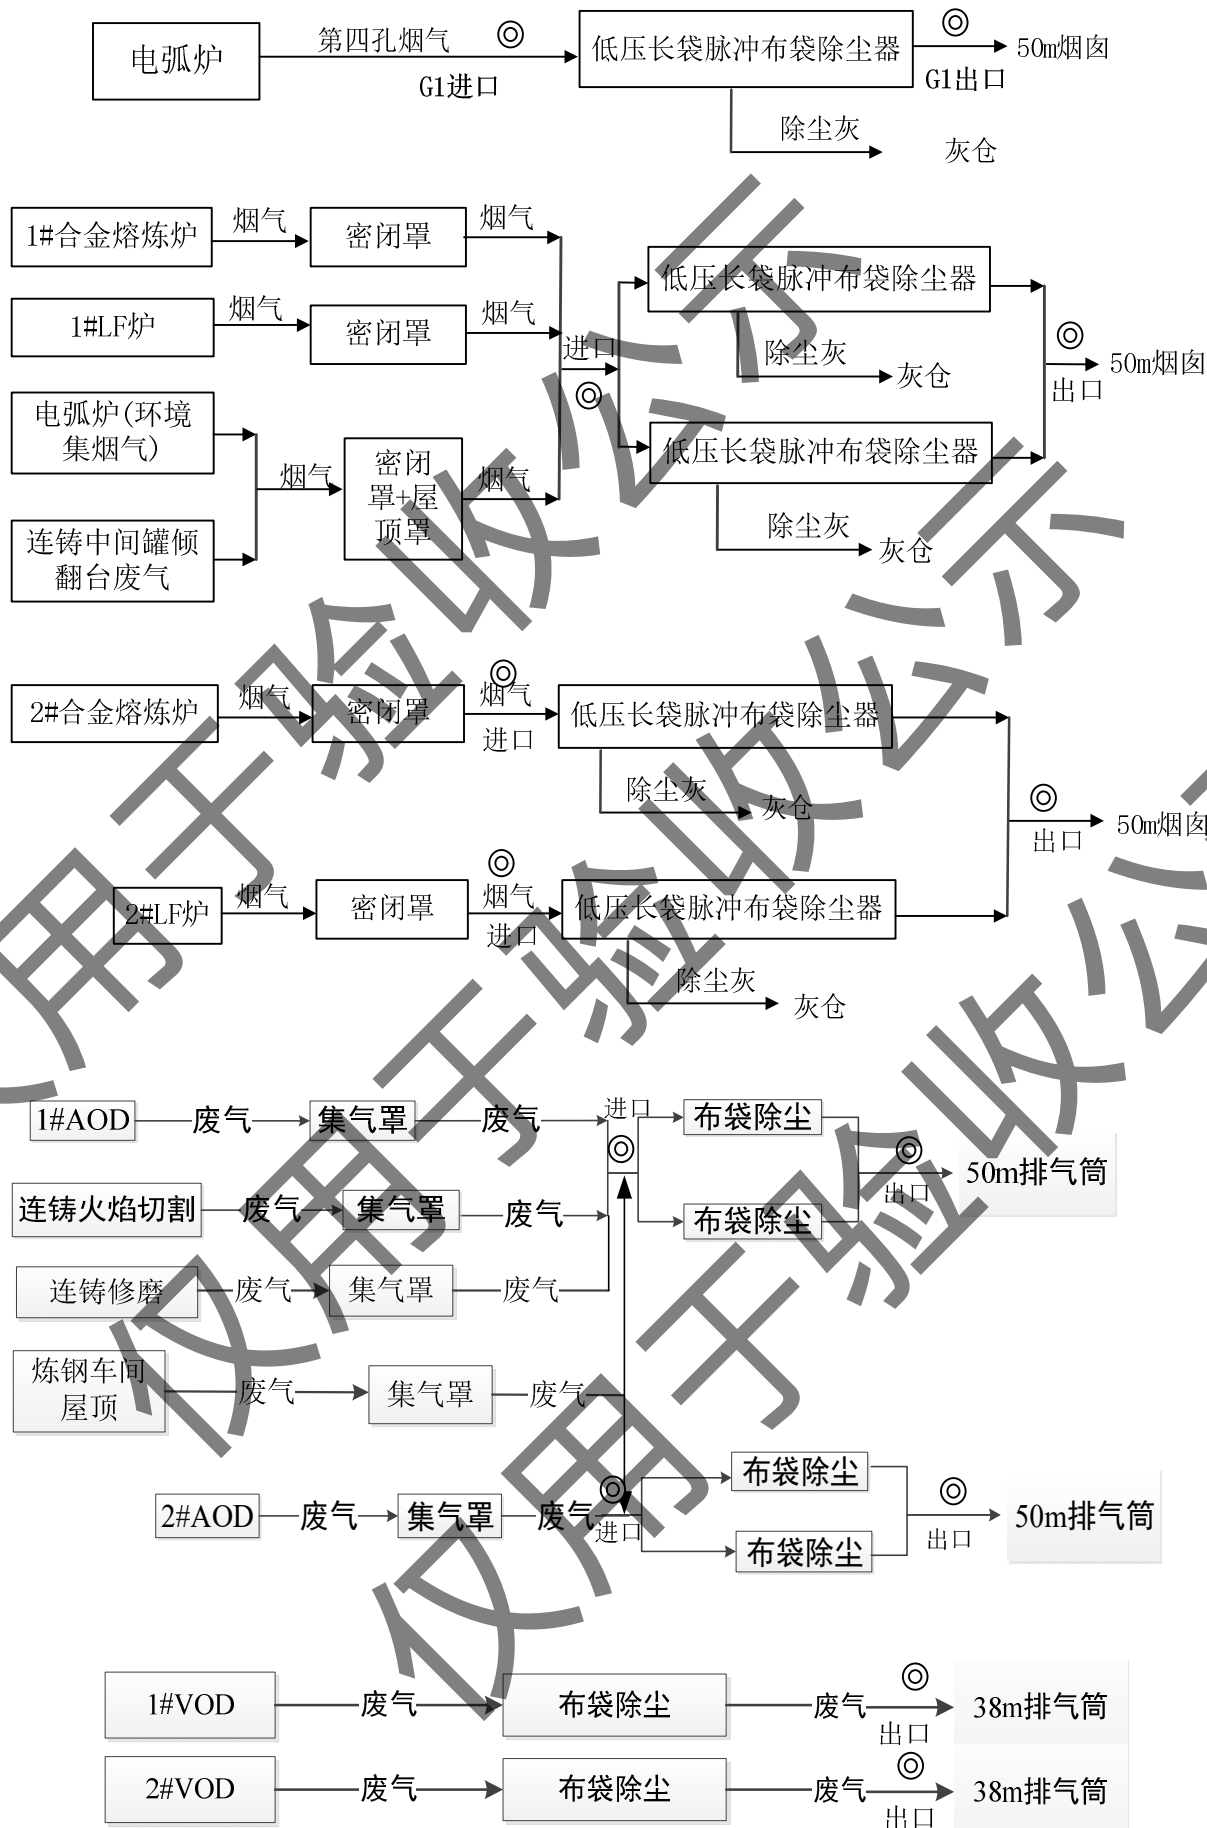 电弧炉
第四孔烟气
◎
G1进口
低压长袋脉冲布袋除尘器
◎
G1出口
50m烟囱
除尘灰
灰仓
1#合金熔炼炉
烟气
密闭罩
烟气
1#LF炉
烟气
密闭罩
烟气
电弧炉(环境
集烟气)
连铸中间罐倾
翻台废气
烟气
密闭
罩+屋
顶罩
烟气
进口
◎
低压长袋脉冲布袋除尘器
除尘灰
灰仓
低压长袋脉冲布袋除尘器
除尘灰
灰仓
◎
出口
50m烟囱
2#合金熔炼炉
烟气
密闭罩
◎
烟气
进口
低压长袋脉冲布袋除尘器
除尘灰
灰仓
◎
出口
50m烟囱
2#LF炉
烟气
密闭罩
◎
烟气
进口
低压长袋脉冲布袋除尘器
除尘灰
灰仓
1#AOD
废气
集气罩
废气
进口
◎
布袋除尘
布袋除尘
◎
出口
50m排气筒
连铸火焰切割
废气
集气罩
废气
连铸修磨
废气
集气罩
废气
炼钢车间
屋顶
废气
集气罩
废气
2#AOD
废气
集气罩
废气
◎
进口
布袋除尘
布袋除尘
◎
出口
50m排气筒
1#VOD
废气
布袋除尘
废气
◎
出口
38m排气筒
2#VOD
废气
布袋除尘
废气
◎
出口
38m排气筒
仅用于验收公示
仅用于验收公示
仅用于验收公示